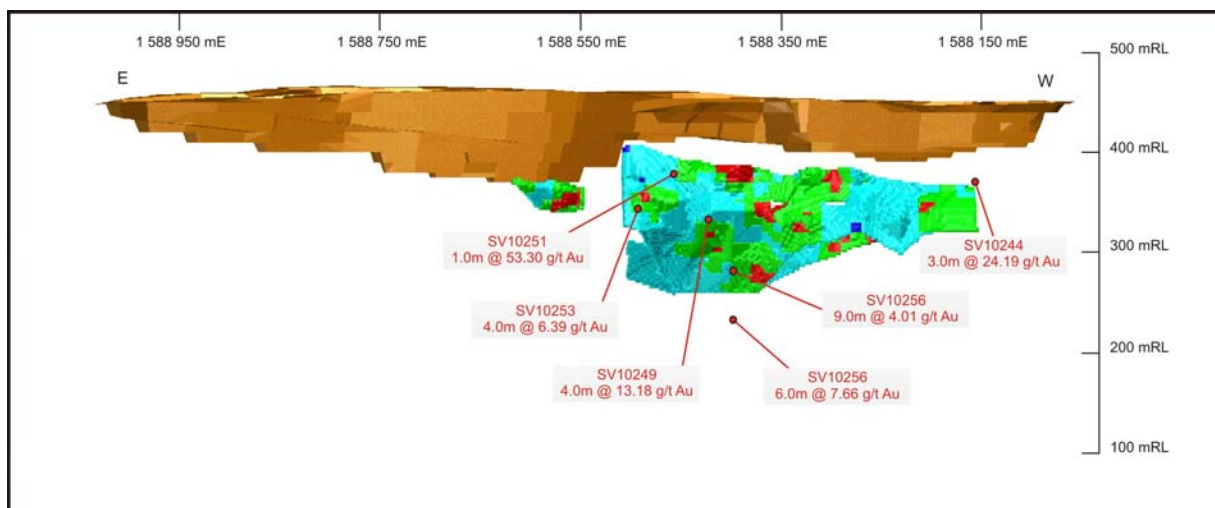 1 588 950 mE
1 588 750 mE
1 588 550 mE
1 588 350 mE
1 588 150 mE
500 mRL
E
W
400 mRL
SV10251
1.0m @ 53.30 g/t Au
SV10244
3.0m @ 24.19 g/t Au
300 mRL
SV10253
4.0m @ 6.39 g/t Au
SV10256
9.0m @ 4.01 g/t Au
200 mRL
SV10249
4.0m @ 13.18 g/t Au
SV10256
6.0m @ 7.66 g/t Au
100 mRL